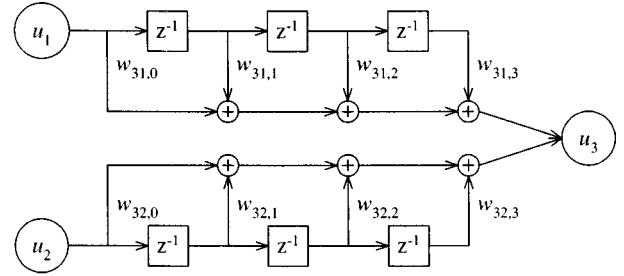 u1 z-1 z-1 z-1
w31,0 w31,1 w31,2 w31,3
+ + +
u3
+ + +
w32,0 w32,1 w32,2 w32,3
u2 z-1 z-1 z-1